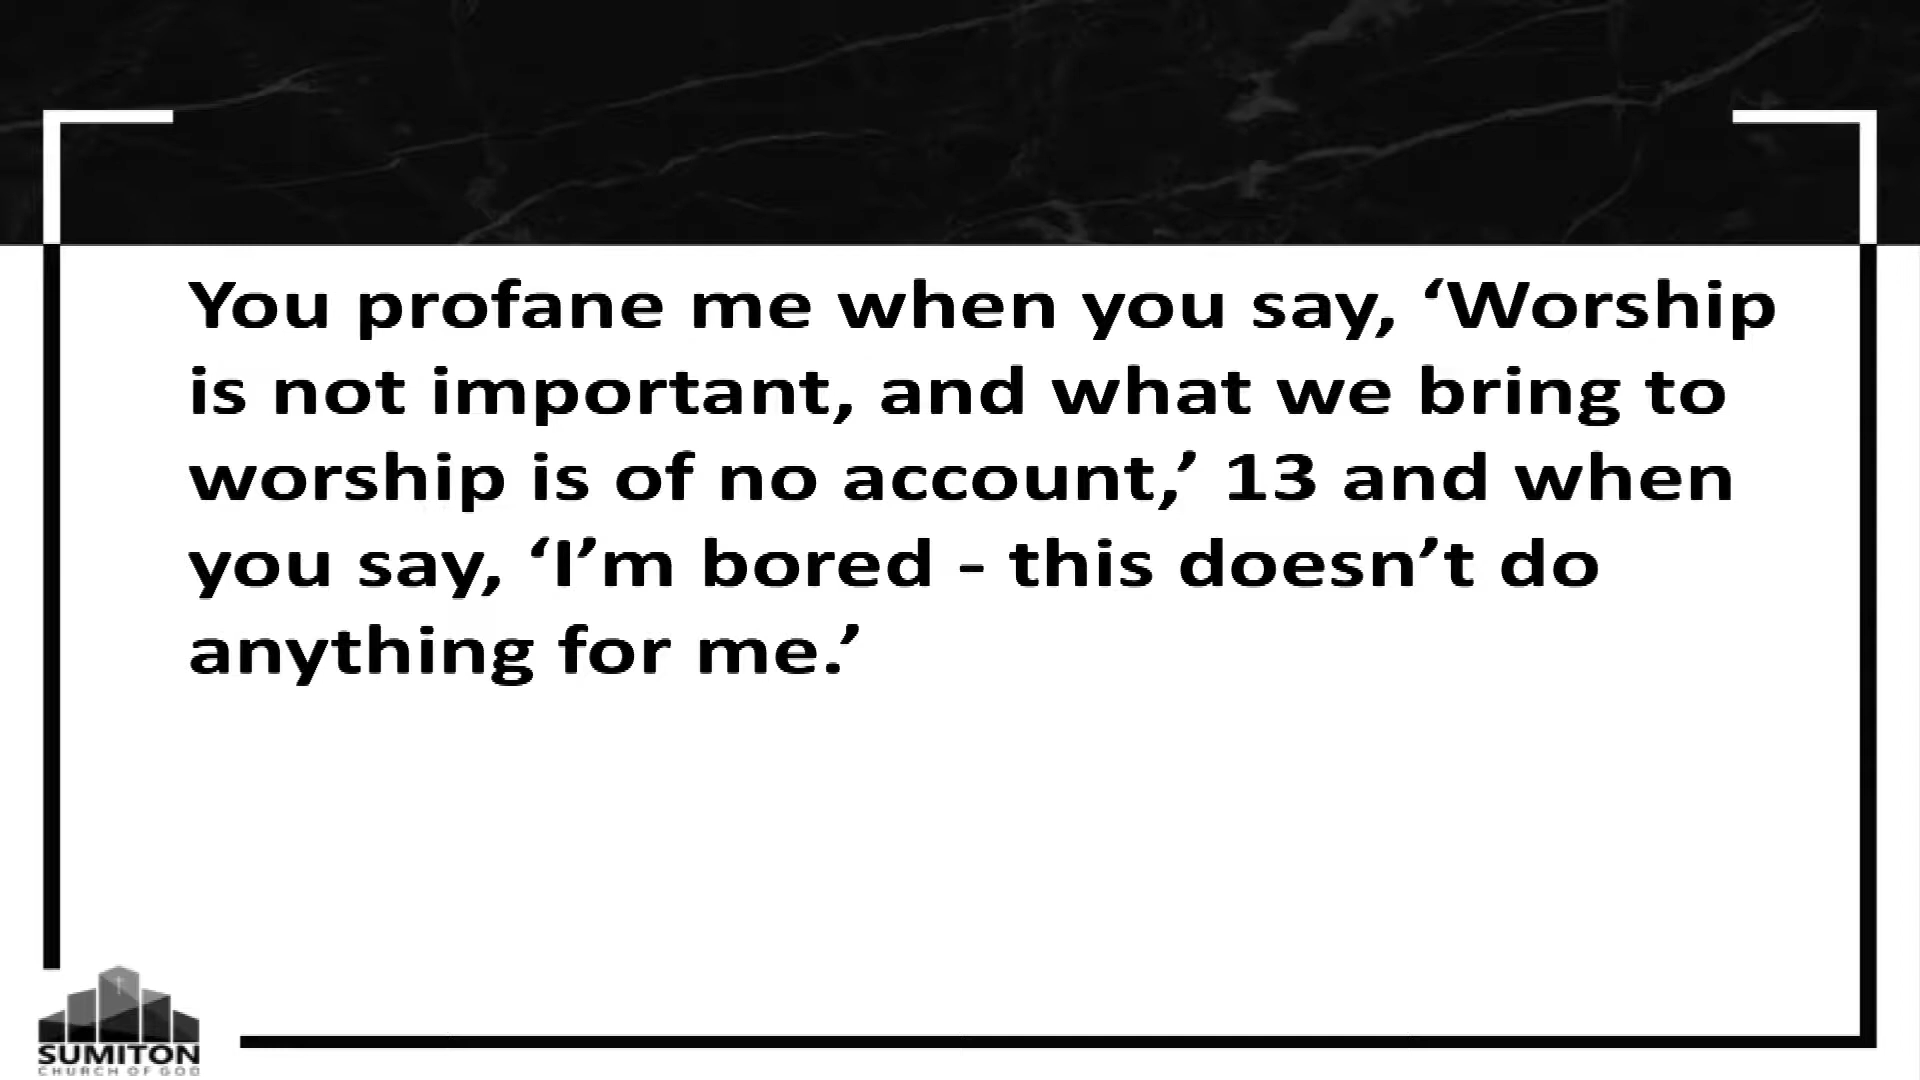 You profane me when you say, ‘Worship
is not important, and what we bring to
worship is of no account,’ 13 and when
you say, ‘I’m bored - this doesn’t do
anything for me.’
SUMITON
CHURCH OF GOD